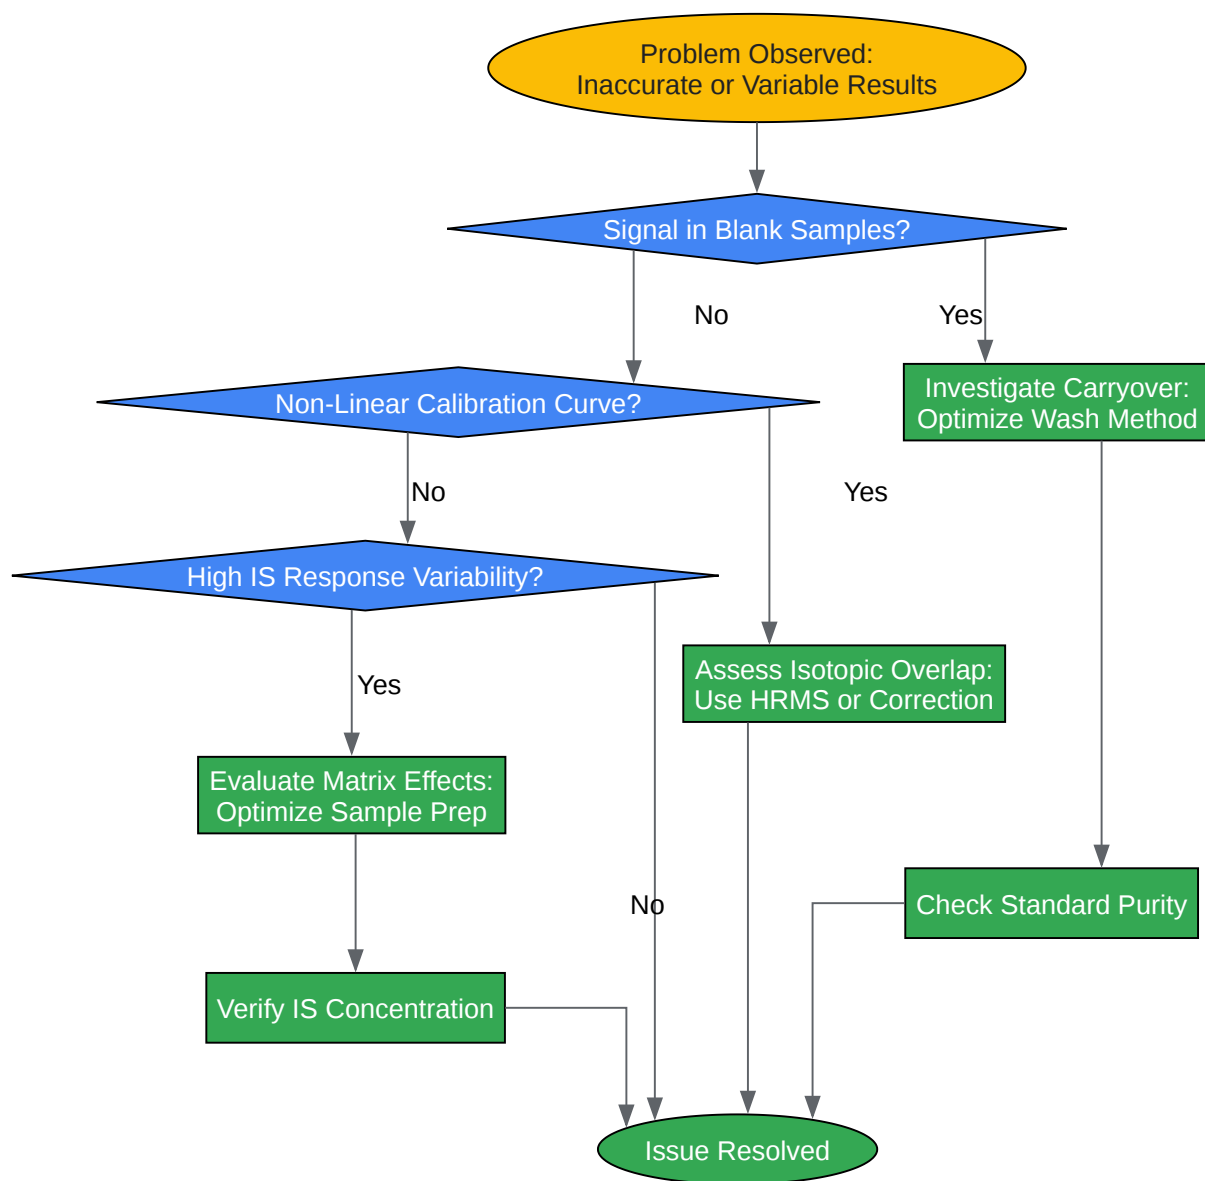 Problem Observed:
Inaccurate or Variable Results
Signal in Blank Samples?
No
Yes
Investigate Carryover:
Optimize Wash Method
Non-Linear Calibration Curve?
No
Yes
High IS Response Variability?
Assess Isotopic Overlap:
Use HRMS or Correction
Yes
Evaluate Matrix Effects:
Optimize Sample Prep
No
Check Standard Purity
Verify IS Concentration
Issue Resolved